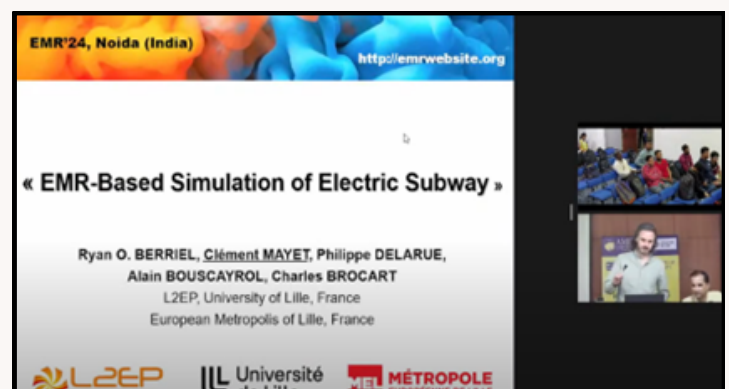 EMR'24, Noida (India)
http://emrwebsite.org
« EMR-Based Simulation of Electric Subway »
Ryan O. BERRIEL, Clément MAYET, Philippe DELARUE,
Alain BOUSCAYROL, Charles BROCART
L2EP, University of Lille, France
European Metropolis of Lille, France
L2EP
Université
MEL MÉTROPOLE